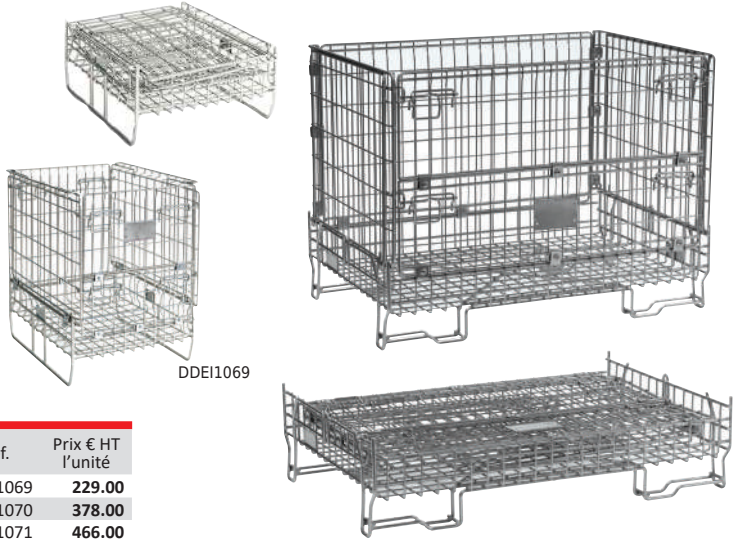 DDEI1069
f. Prix € HT
l'unité
1069 229.00
1070 378.00
1071 466.00